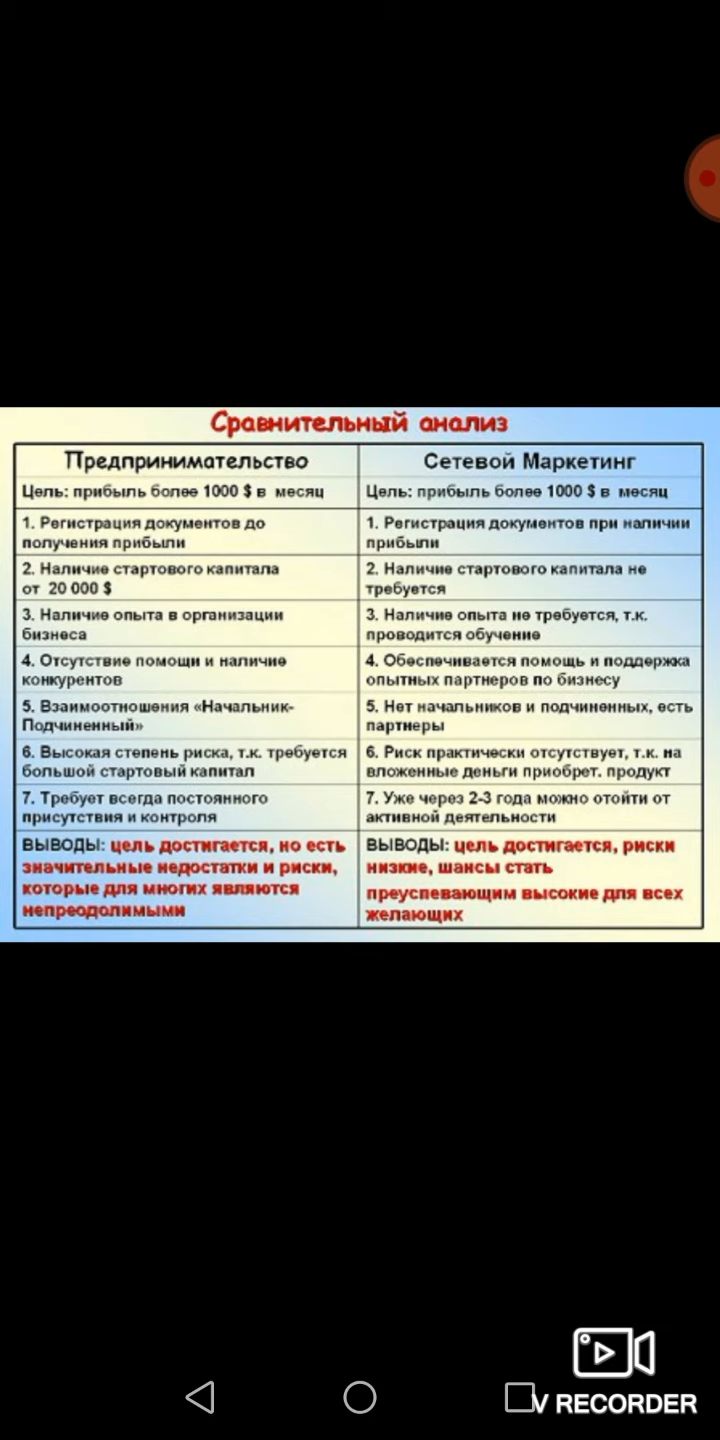 Сравнительный анализ
Предпринимательство
Сетевой Маркетинг
Цель: прибыль более 1000 $ в месяц
Цель: прибыль более 1000 $ в месяц
1. Регистрация документов до
получения прибыли
1. Регистрация документов при наличии
прибыли
2. Наличие стартового капитала
от 20 000 $
2. Наличие стартового капитала не
требуется
3. Наличие опыта в организации
бизнеса
3. Наличие опыта не требуется, т.к.
проводится обучение
4. Отсутствие помощи и наличие
конкурентов
4. Обеспечивается помощь и поддержка
опытных партнеров по бизнесу
5. Взаимоотношения «Начальник-
Подчиненный»
5. Нет начальников и подчиненных, есть
партнеры
6. Высокая степень риска, т.к. требуется
большой стартовый капитал
6. Риск практически отсутствует, т.к. на
вложенные деньги приобрет. продукт
7. Требует всегда постоянного
присутствия и контроля
7. Уже через 2-3 года можно отойти от
активной деятельности
ВЫВОДЫ: цель достигается, но есть
значительные недостатки и риски,
которые для многих являются
непреодолимыми
ВЫВОДЫ: цель достигается, риски
низкие, шансы стать
преуспевающим высокие для всех
желающих
V RECORDER